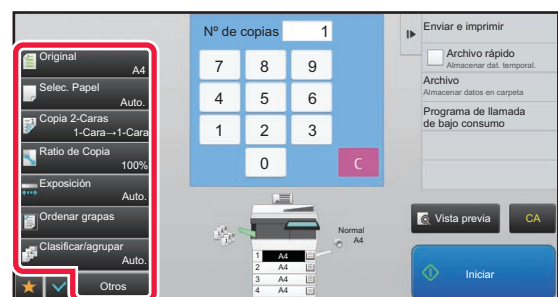 Original
A4
Selec. Papel
Auto.
Copia 2-Caras
1-Cara→1-Cara
Ratio de Copia
100%
Exposición
Auto.
Ordenar grapas
Clasificar/agrupar
Auto.
Otros
Nº de copias 1
7 8 9
4 5 6
1 2 3
0 C
Normal
A4
1 A4
2 A4
3 A4
4 A4
Enviar e imprimir
Archivo rápido
Almacenar dat. temporal.
Archivo
Almacenar datos en carpeta
Programa de llamada
de bajo consumo
Vista previa CA
Iniciar